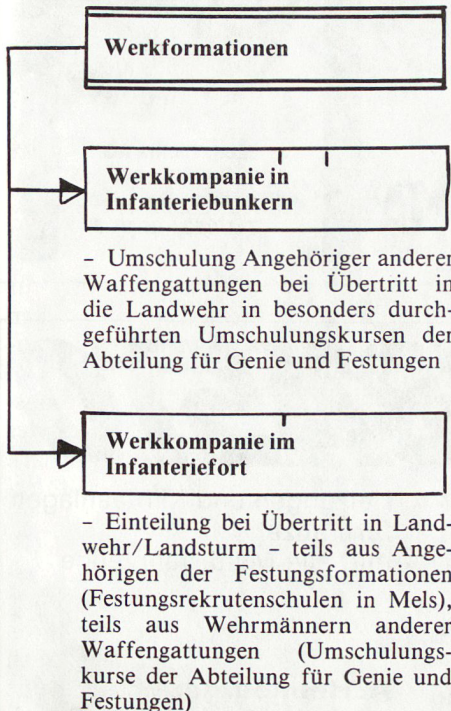 Werkformationen
Werkkompanie in
Infanteriebunkern
– Umschulung Angehöriger anderer
Waffengattungen bei Übertritt in
die Landwehr in besonders durch-
geführten Umschulungskursen der
Abteilung für Genie und Festungen
Werkkompanie im
Infanteriefort
– Einteilung bei Übertritt in Land-
wehr/Landsturm – teils aus Ange-
hörigen der Festungsformationen
(Festungsrekrutenschulen in Mels),
teils aus Wehrmännern anderer
Waffengattungen (Umschulungs-
kurse der Abteilung für Genie und
Festungen)